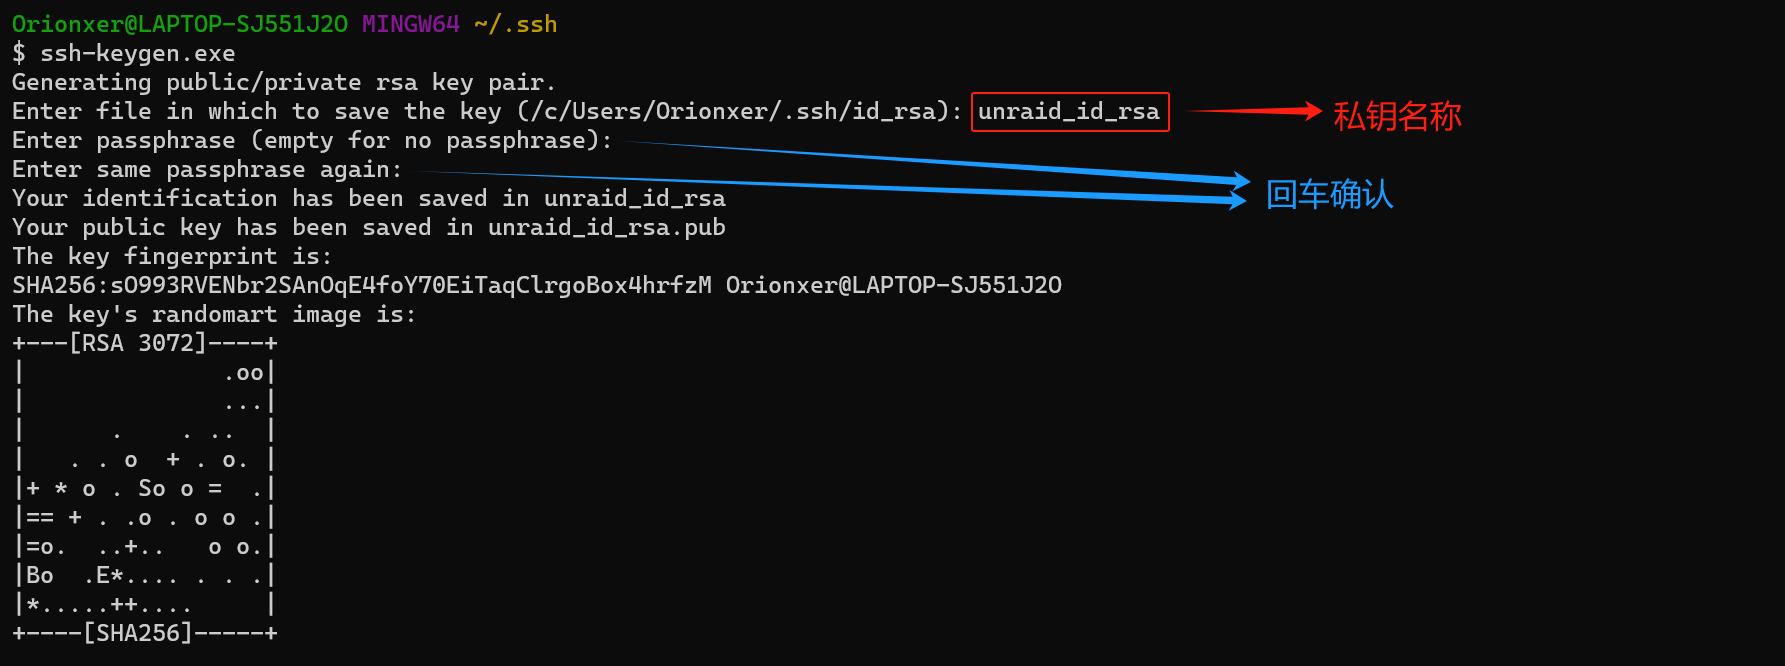 Orionxer@LAPTOP-SJ551J2O MINGW64 ~/.ssh
$ ssh-keygen.exe
Generating public/private rsa key pair.
Enter file in which to save the key (/c/Users/Orionxer/.ssh/id_rsa): unraid_id_rsa 私钥名称
Enter passphrase (empty for no passphrase):
Enter same passphrase again:
回车确认
Your identification has been saved in unraid_id_rsa
Your public key has been saved in unraid_id_rsa.pub
The key fingerprint is:
SHA256:sO993RVENbr2SAnOqE4foY70EiTaqClrgoBox4hrfzM Orionxer@LAPTOP-SJ551J2O
The key's randomart image is:
+---[RSA 3072]----+
|              .oo|
|              ...|
|      .    . ..  |
|   . . o  + . o. |
|+ * o . So o =  .|
|== + . .o . o o .|
|=o.  ..+..   o o.|
|Bo  .E*.... . . .|
|*.....++....     |
+----[SHA256]-----+